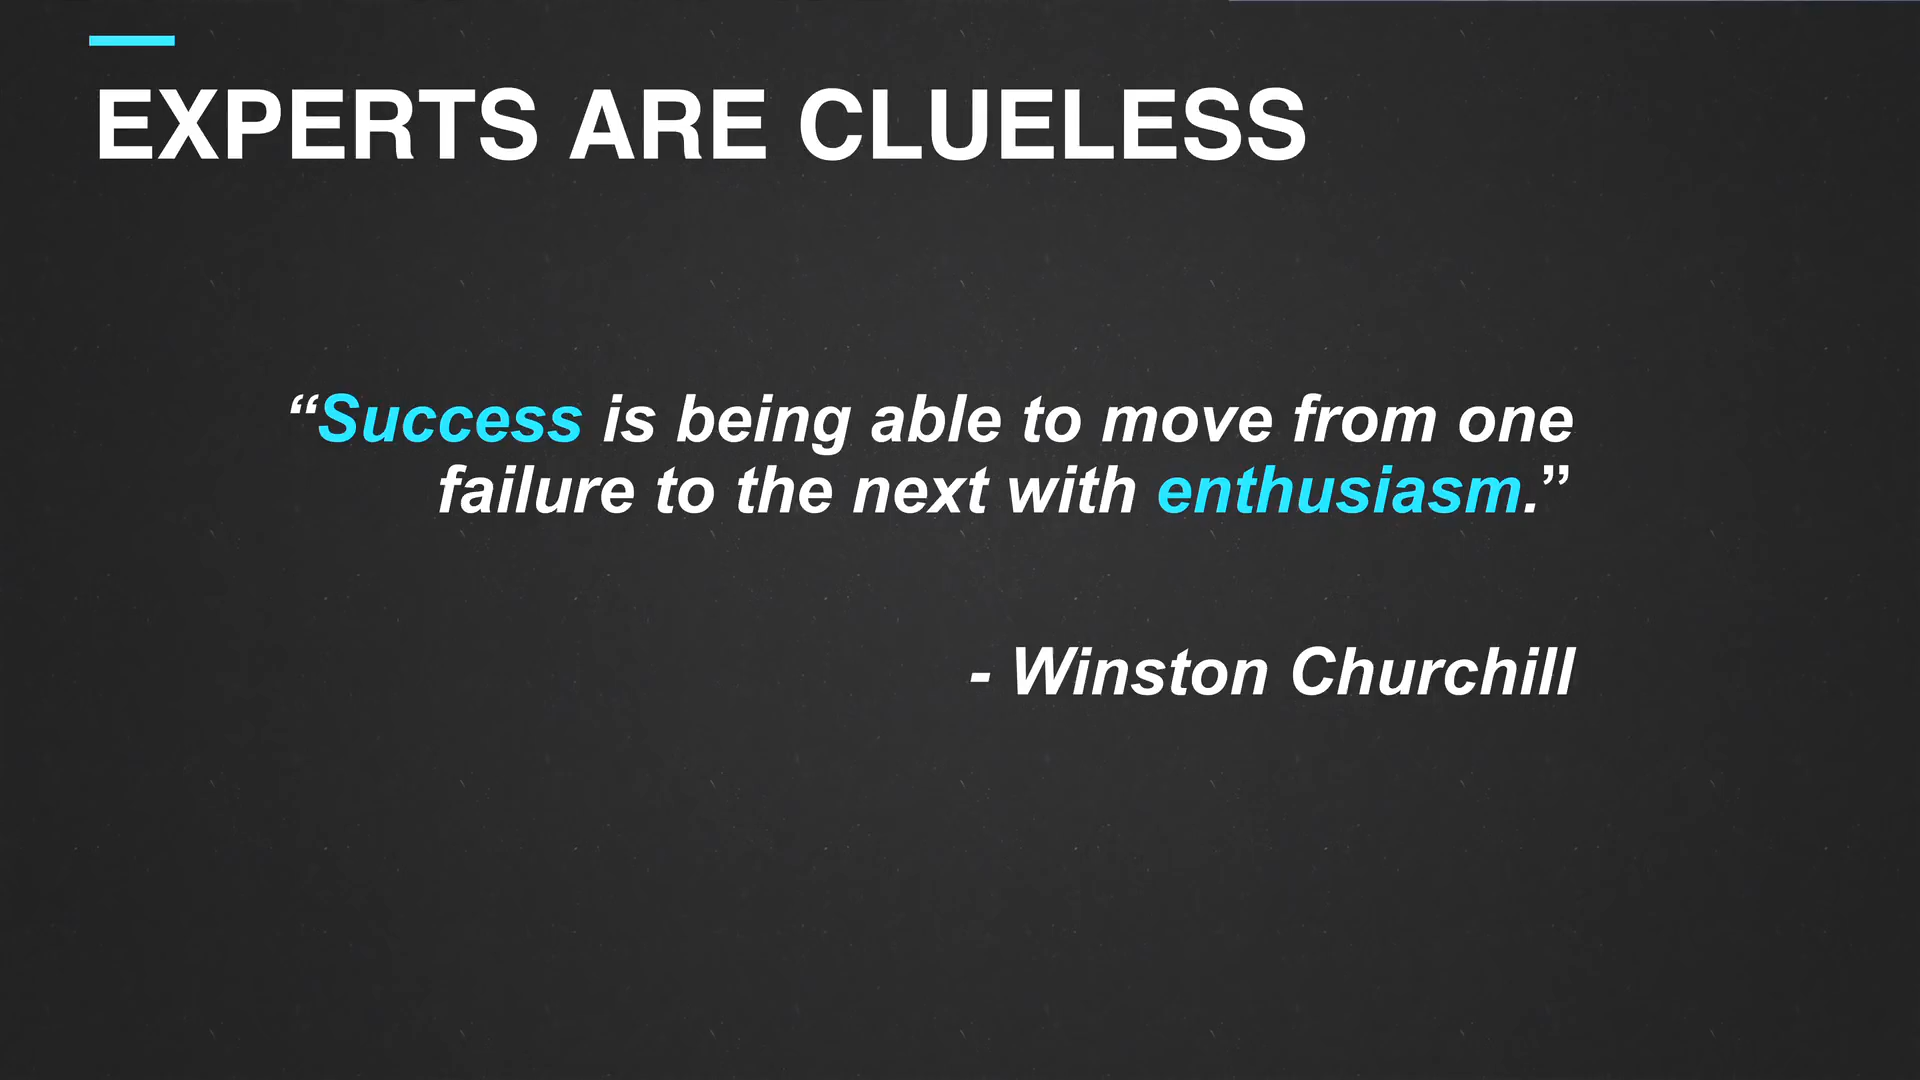 EXPERTS ARE CLUELESS
“Success is being able to move from one
failure to the next with enthusiasm.”
- Winston Churchill